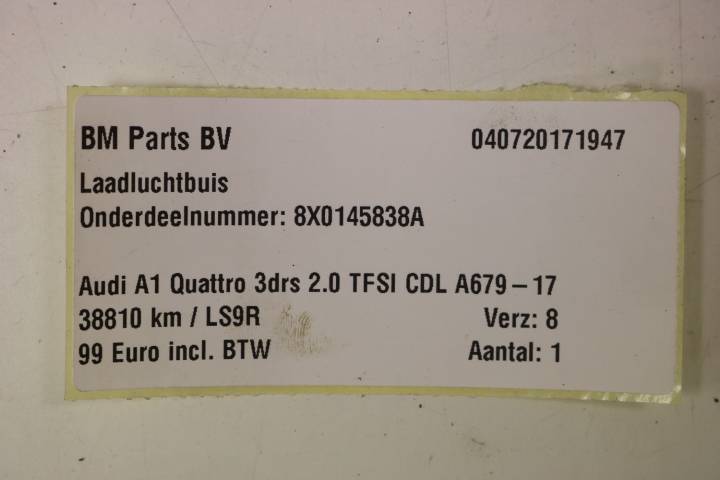 BM Parts BV 040720171947
Laadluchtbuis
Onderdeelnummer: 8X0145838A
Audi A1 Quattro 3drs 2.0 TFSI CDL A679-17
38810 km / LS9R Verz: 8
99 Euro incl. BTW Aantal: 1